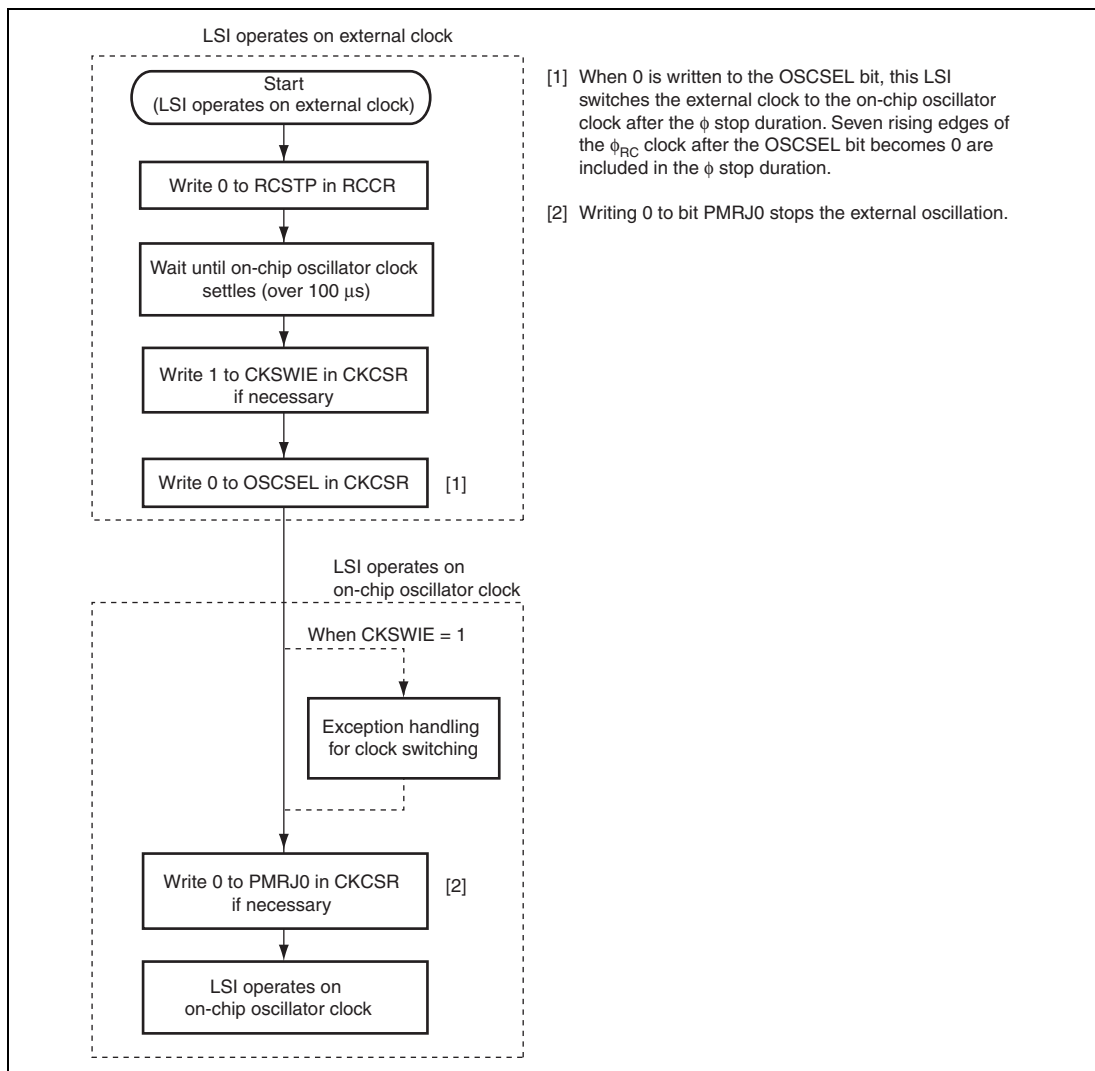 LSI operates on external clock
Start
(LSI operates on external clock)
Write 0 to RCSTP in RCCR
Wait until on-chip oscillator clock
settles (over 100 μs)
Write 1 to CKSWIE in CKCSR
if necessary
Write 0 to OSCSEL in CKCSR [1]
LSI operates on
on-chip oscillator clock
When CKSWIE = 1
Exception handling
for clock switching
Write 0 to PMRJ0 in CKCSR [2]
if necessary
LSI operates on
on-chip oscillator clock
[1] When 0 is written to the OSCSEL bit, this LSI
switches the external clock to the on-chip oscillator
clock after the ϕ stop duration. Seven rising edges of
the ϕRC clock after the OSCSEL bit becomes 0 are
included in the ϕ stop duration.
[2] Writing 0 to bit PMRJ0 stops the external oscillation.